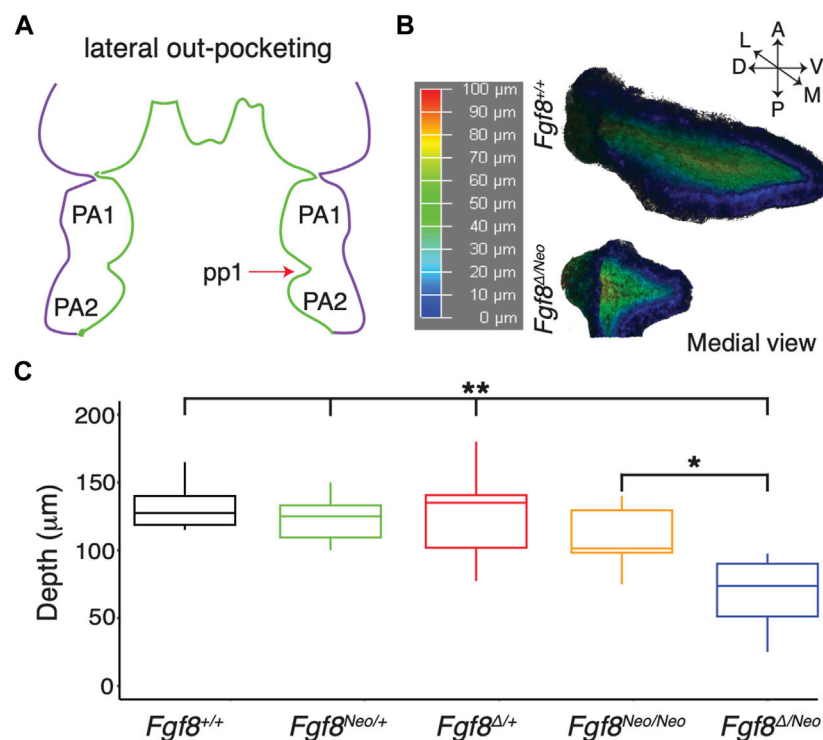 A
lateral out-pocketing
PA1
PA1
pp1
PA2
PA2
B
100 µm
90 µm
80 µm
70 µm
60 µm
50 µm
40 µm
30 µm
20 µm
10 µm
0 µm
Fgf8+/+
Fgf8Δ/Neo
A
L
D
V
M
P
Medial view
C
**
*
Depth (µm)
200
150
100
50
0
Fgf8+/+
Fgf8Neo/+
Fgf8Δ/+
Fgf8Neo/Neo
Fgf8Δ/Neo